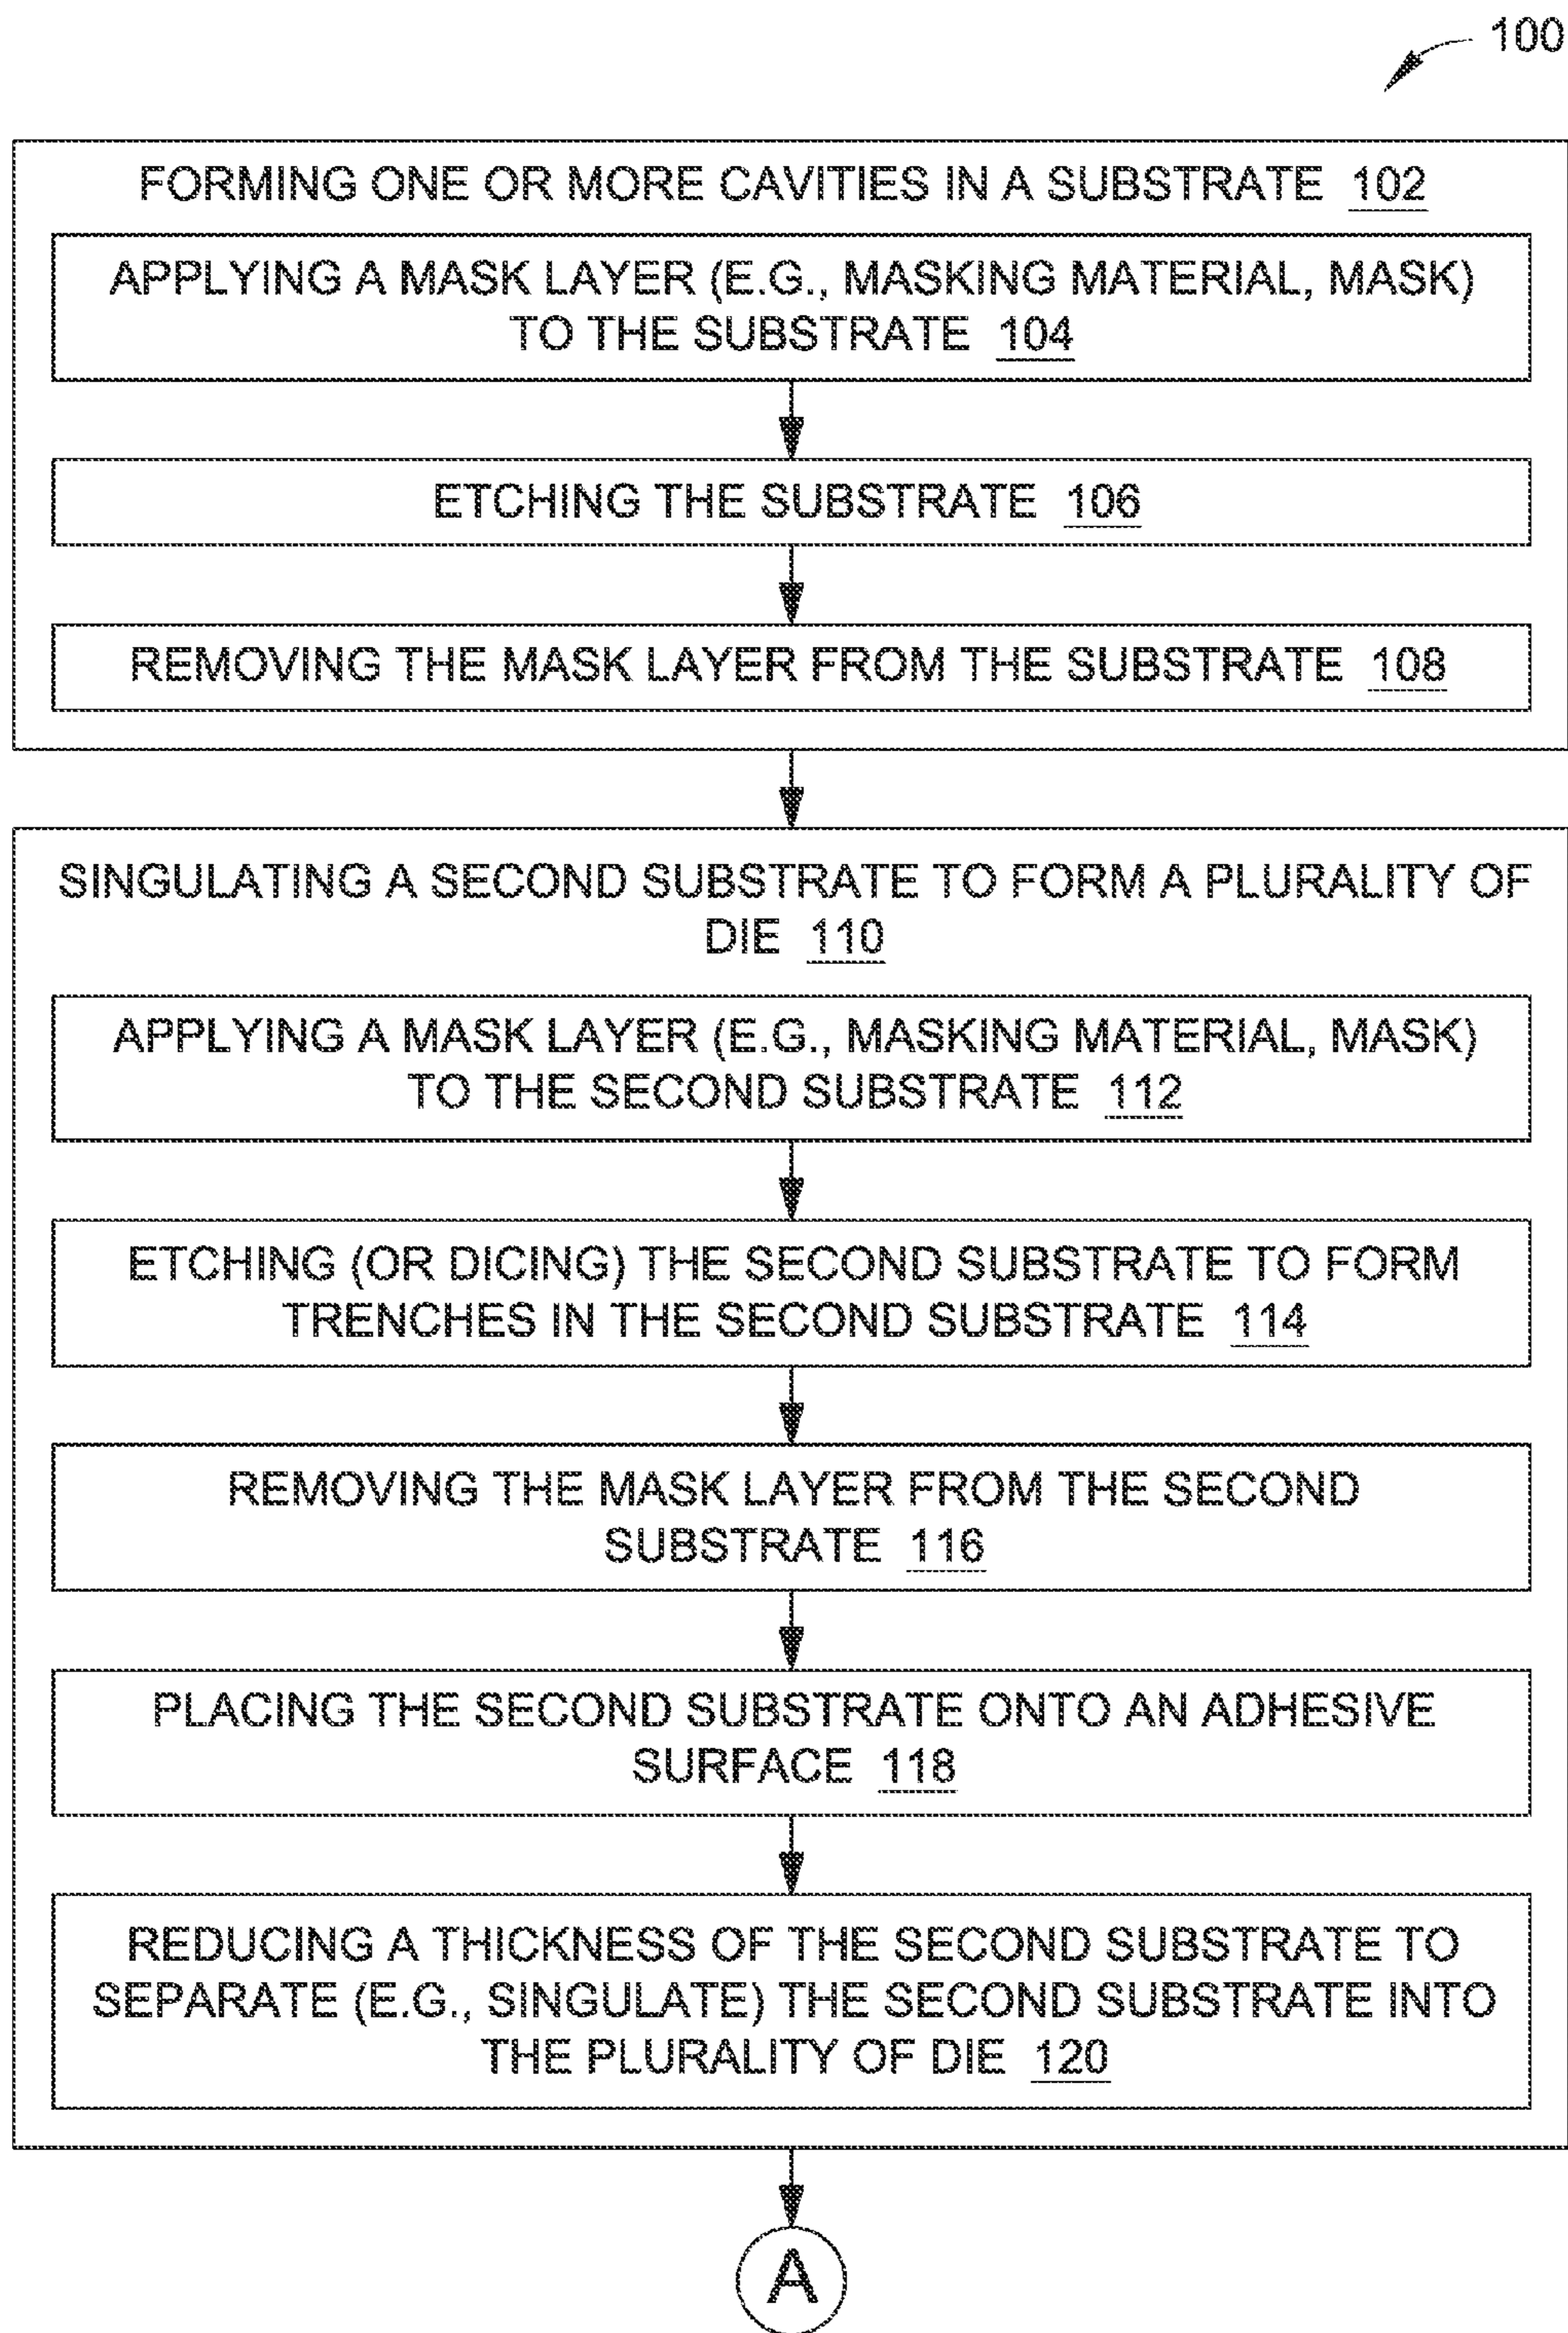 100
FORMING ONE OR MORE CAVITIES IN A SUBSTRATE 102
APPLYING A MASK LAYER (E.G., MASKING MATERIAL, MASK)
TO THE SUBSTRATE 104
ETCHING THE SUBSTRATE 106
REMOVING THE MASK LAYER FROM THE SUBSTRATE 108
SINGULATING A SECOND SUBSTRATE TO FORM A PLURALITY OF
DIE 110
APPLYING A MASK LAYER (E.G., MASKING MATERIAL, MASK)
TO THE SECOND SUBSTRATE 112
ETCHING (OR DICING) THE SECOND SUBSTRATE TO FORM
TRENCHES IN THE SECOND SUBSTRATE 114
REMOVING THE MASK LAYER FROM THE SECOND
SUBSTRATE 116
PLACING THE SECOND SUBSTRATE ONTO AN ADHESIVE
SURFACE 118
REDUCING A THICKNESS OF THE SECOND SUBSTRATE TO
SEPARATE (E.G., SINGULATE) THE SECOND SUBSTRATE INTO
THE PLURALITY OF DIE 120
A